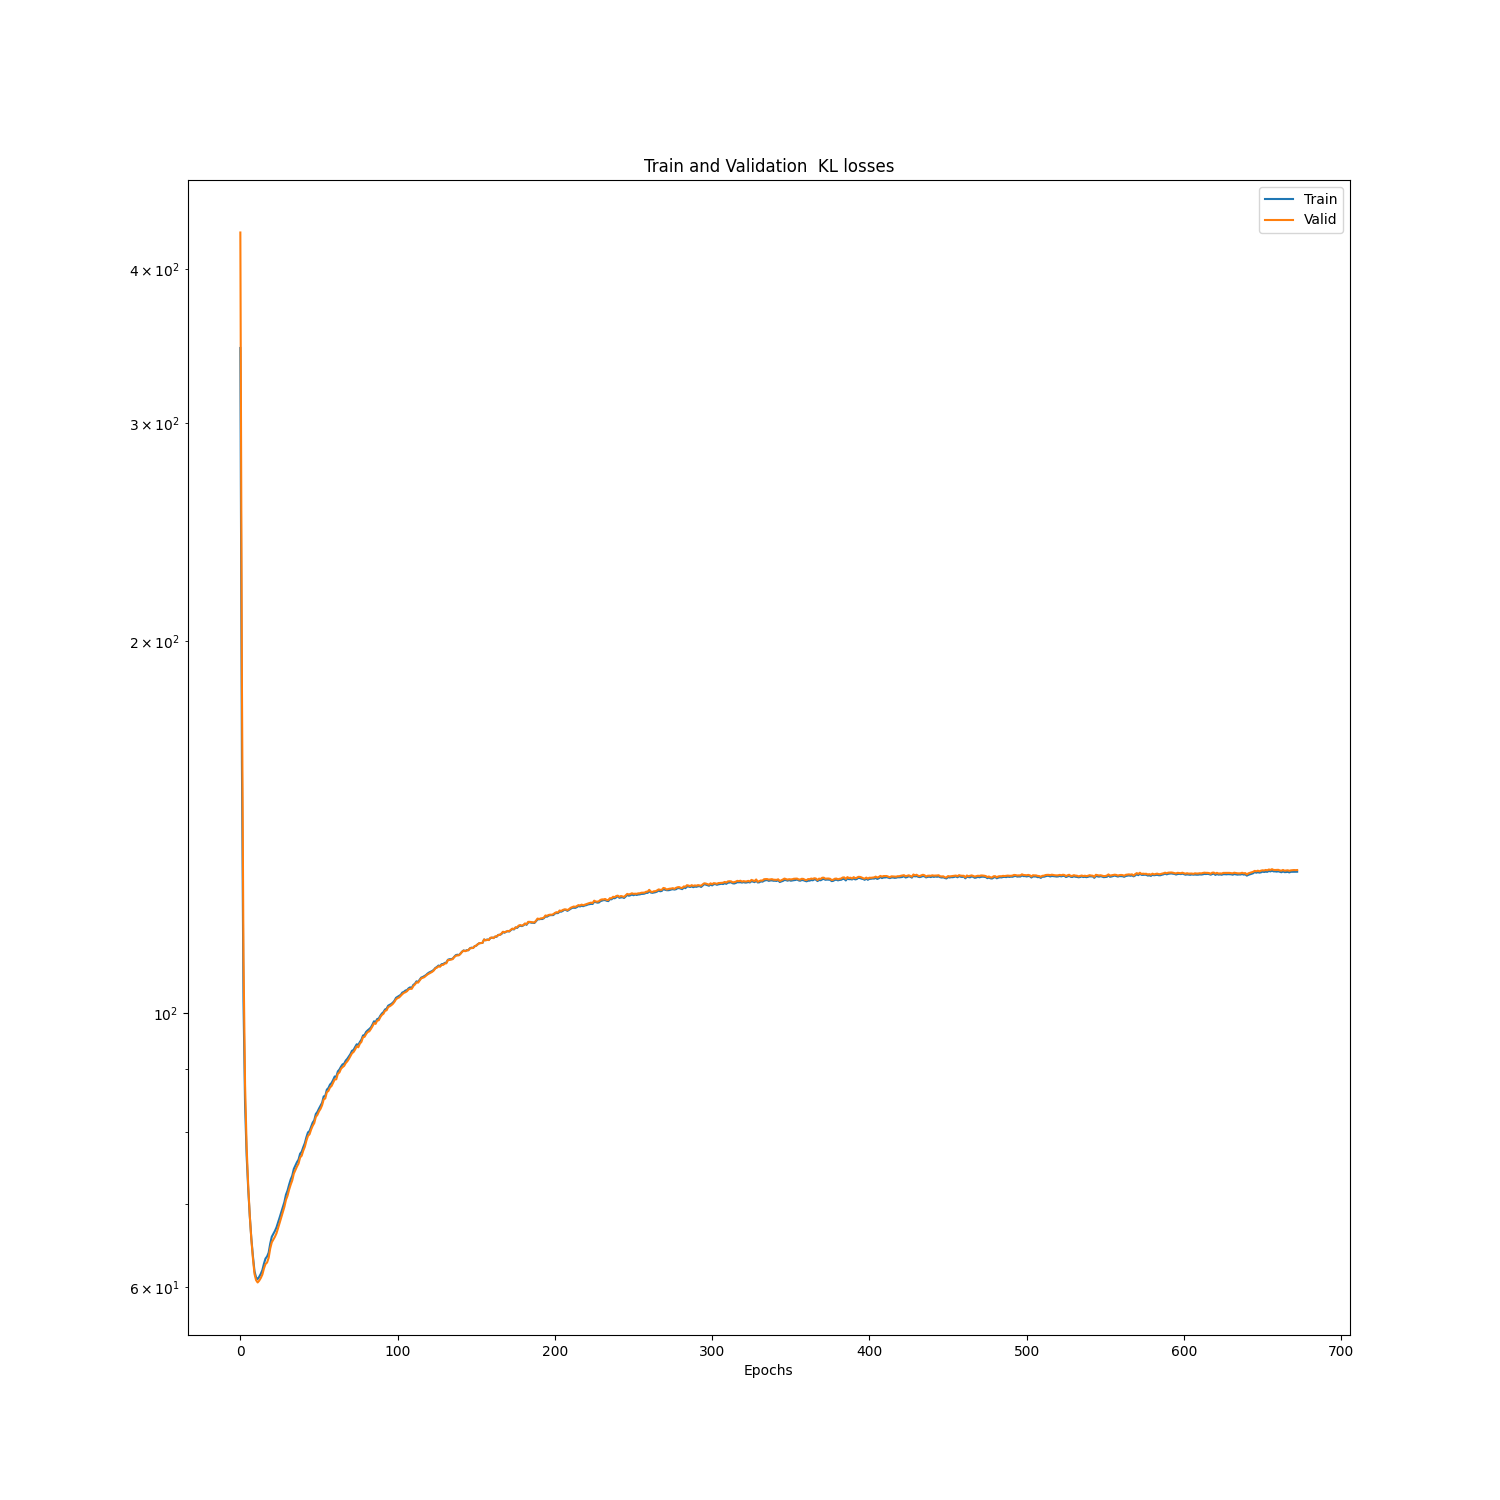 Train and Validation  KL losses
Train
Valid
4 × 10²
3 × 10²
2 × 10²
10²
6 × 10¹
0 100 200 300 400 500 600 700
Epochs